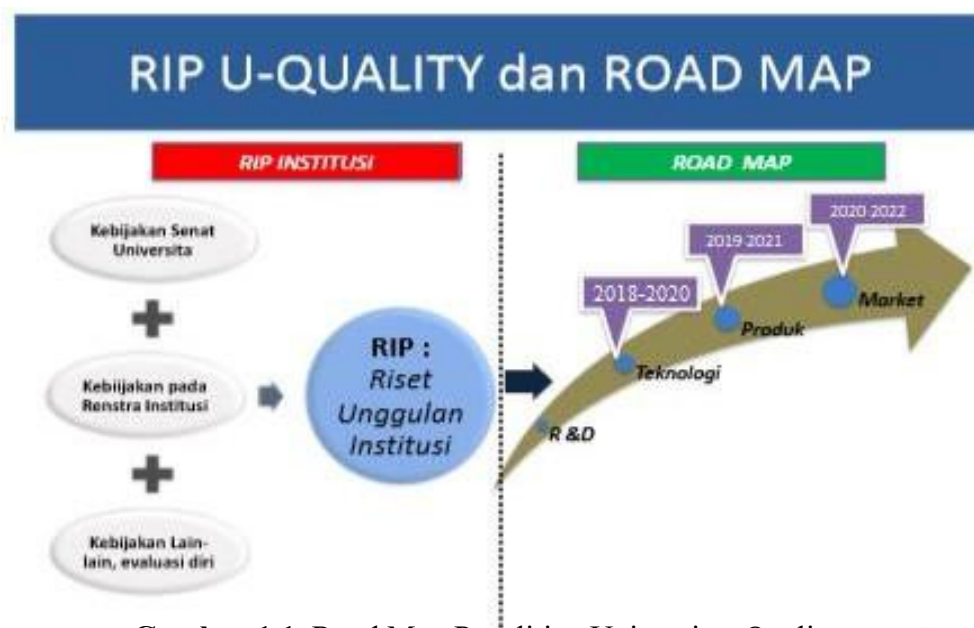 RIP U-QUALITY dan ROAD MAP
RIP INSTITUSI
Kebijakan Senat
Universita
Kebiijakan pada
Renstra Institusi
Kebijakan Lain-
lain, evaluasi diri
RIP :
Riset
Unggulan
Institusi
ROAD MAP
2018-2020
2019-2021
2020-2022
R &D
Teknologi
Produk
Market